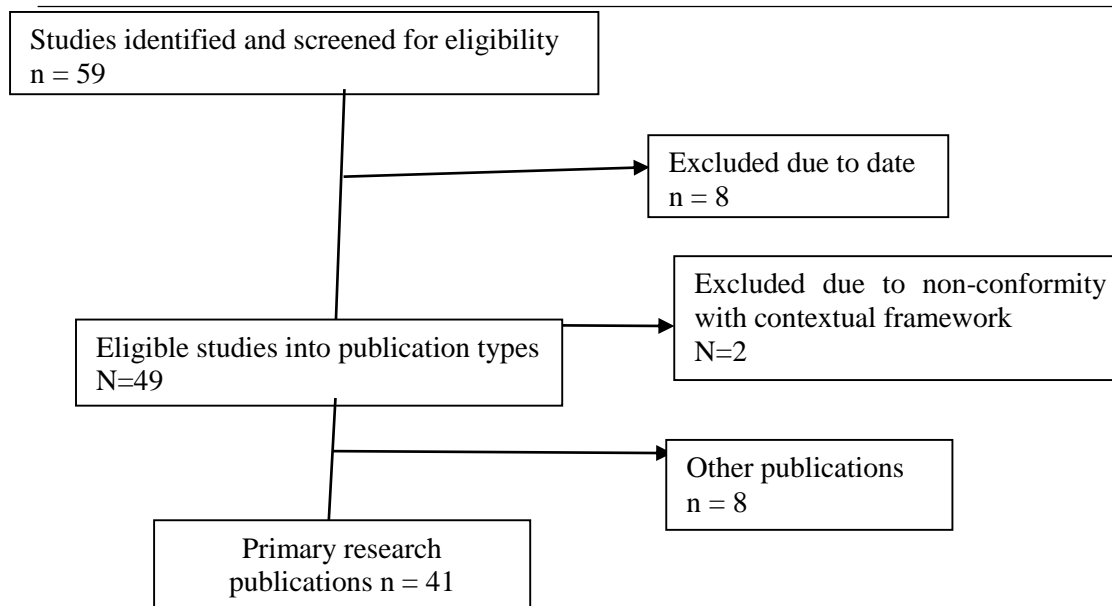 Studies identified and screened for eligibility
n = 59
Excluded due to date
n = 8
Excluded due to non-conformity
with contextual framework
N=2
Eligible studies into publication types
N=49
Other publications
n = 8
Primary research
publications n = 41